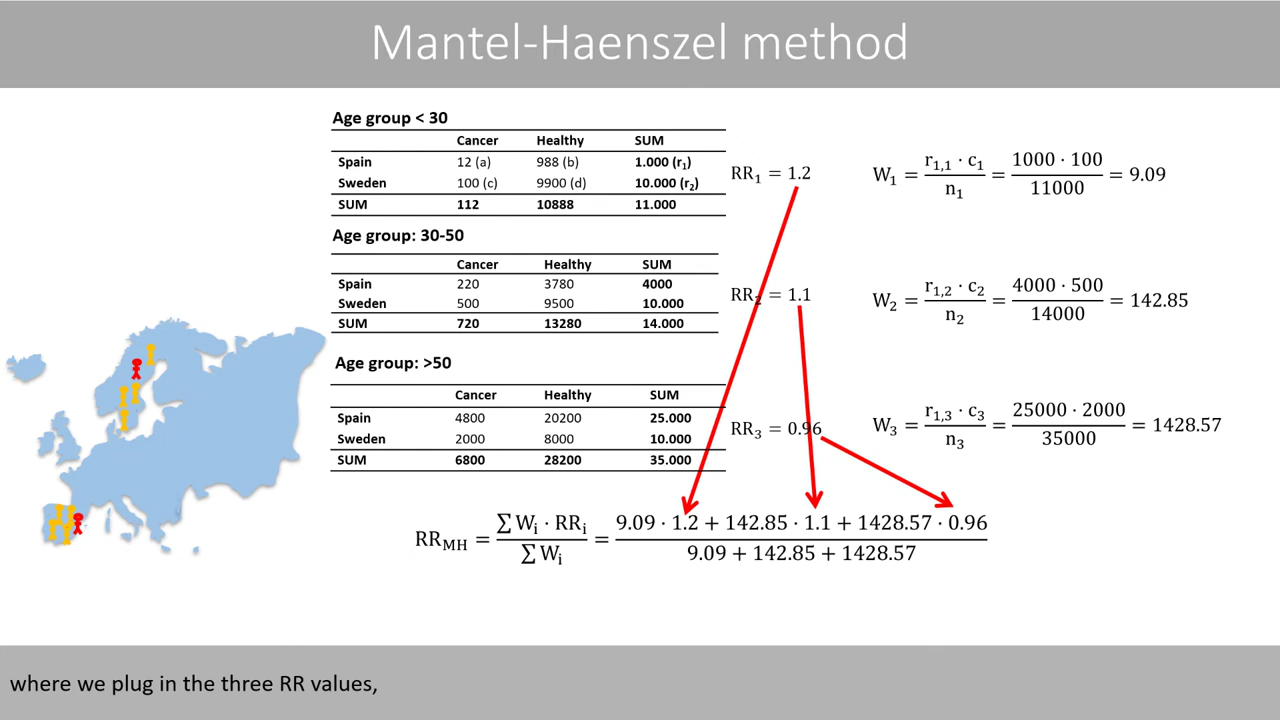 Mantel-Haenszel method
Age group < 30
Cancer Healthy SUM
Spain 12 (a) 988 (b) 1.000 (r₁)
Sweden 100 (c) 9900 (d) 10.000 (r₂)
SUM 112 10888 11.000
RR₁ = 1.2
W₁ = r₁,₁ · c₁ / n₁ = 1000 · 100 / 11000 = 9.09
Age group: 30-50
Cancer Healthy SUM
Spain 220 3780 4000
Sweden 500 9500 10.000
SUM 720 13280 14.000
RR₂ = 1.1
W₂ = r₁,₂ · c₂ / n₂ = 4000 · 500 / 14000 = 142.85
Age group: >50
Cancer Healthy SUM
Spain 4800 20200 25.000
Sweden 2000 8000 10.000
SUM 6800 28200 35.000
RR₃ = 0.96
W₃ = r₁,₃ · c₃ / n₃ = 25000 · 2000 / 35000 = 1428.57
RR_MH = ∑ Wᵢ · RRᵢ / ∑ Wᵢ = 9.09 · 1.2 + 142.85 · 1.1 + 1428.57 · 0.96 / 9.09 + 142.85 + 1428.57
where we plug in the three RR values,